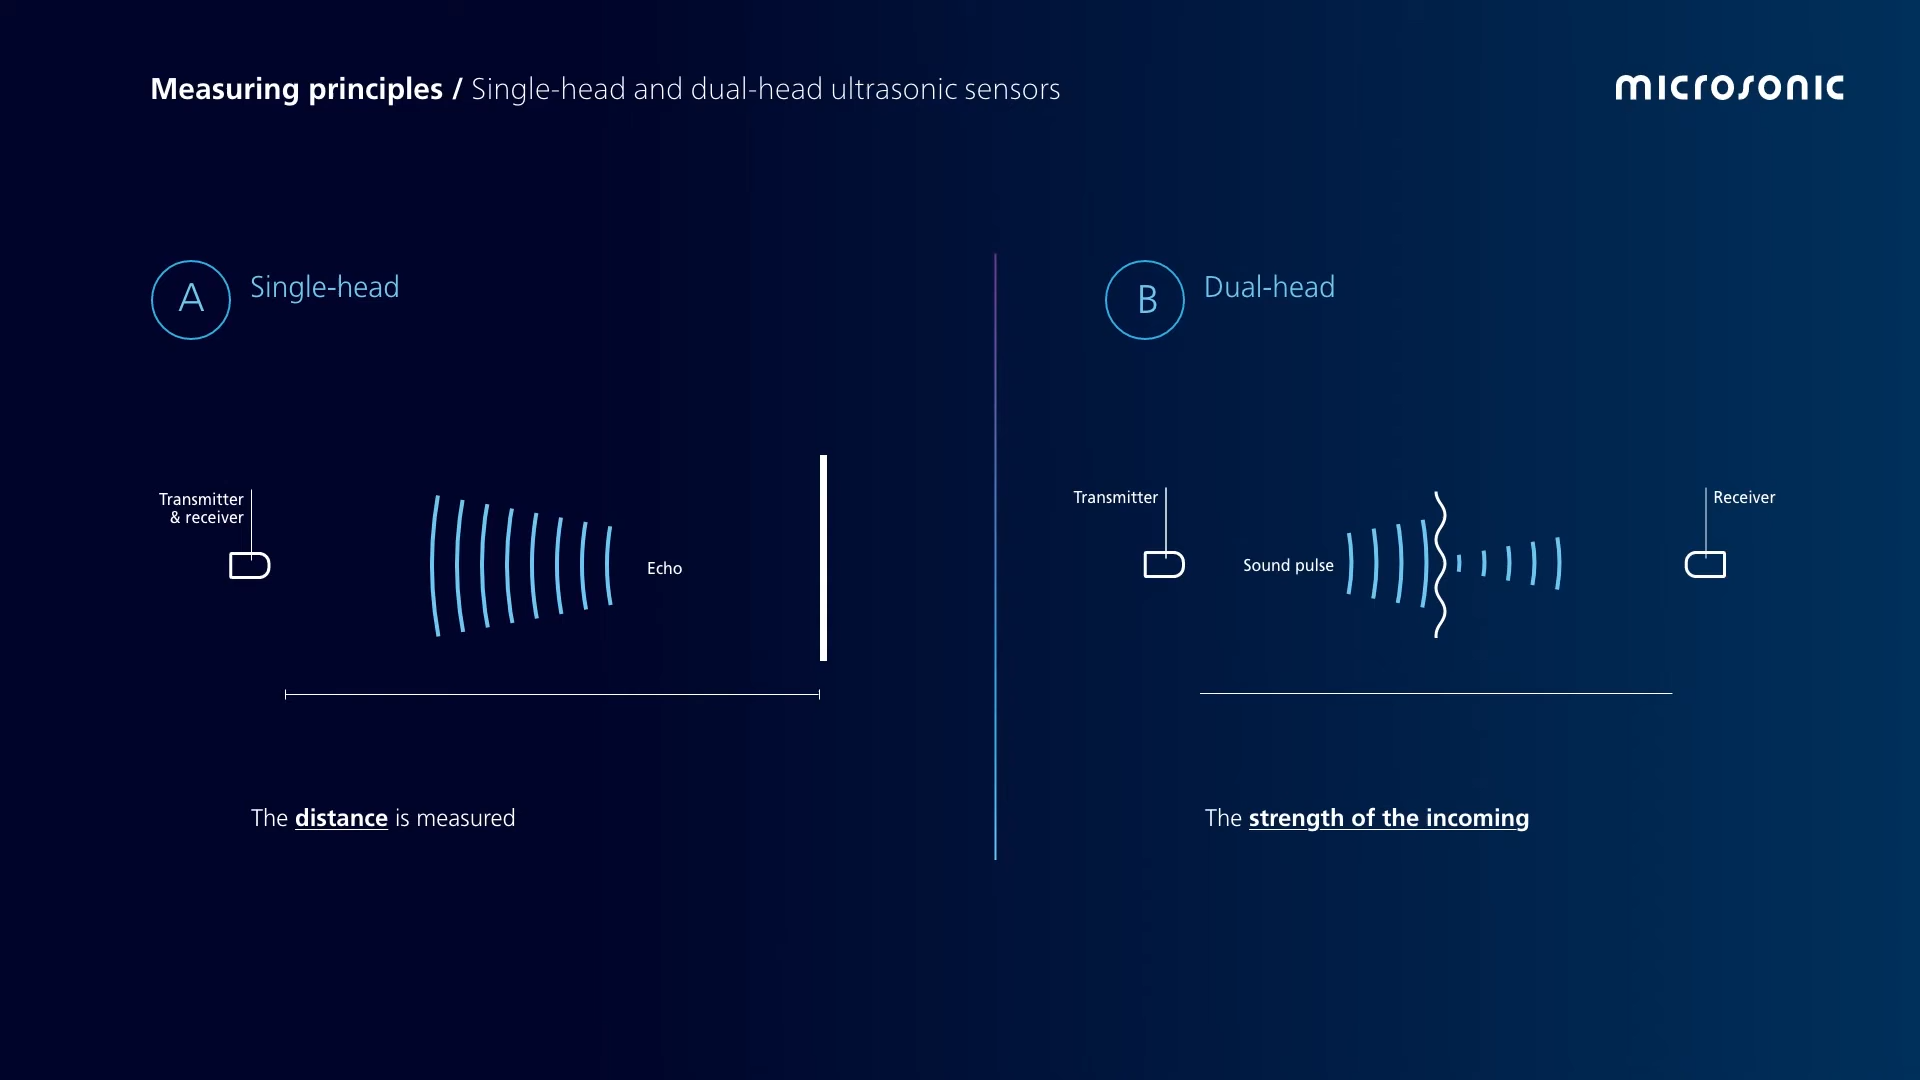 Measuring principles / Single-head and dual-head ultrasonic sensors
microsonic
A
Single-head
Transmitter
& receiver
Echo
The distance is measured
B
Dual-head
Transmitter
Sound pulse
Receiver
The strength of the incoming